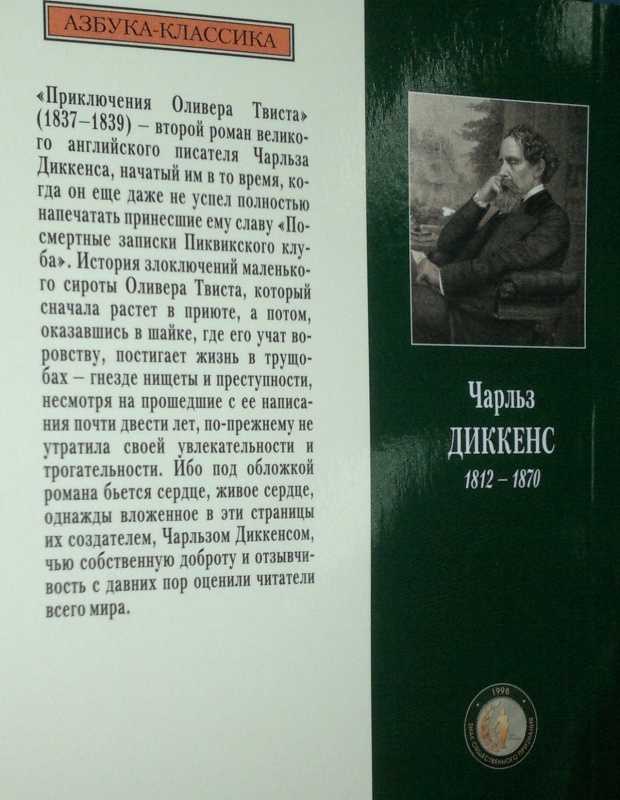 АЗБУКА-КЛАССИКА
«Приключения Оливера Твиста»
(1837–1839) – второй роман велико-
го английского писателя Чарльза
Диккенса, начатый им в то время, ко-
гда он еще даже не успел полностью
напечатать принесшие ему славу «По-
смертные записки Пиквикского клу-
ба». История злоключений маленько-
го сироты Оливера Твиста, который
сначала растет в приюте, а потом,
оказавшись в шайке, где его учат во-
ровству, постигает жизнь в трущо-
бах – гнезде нищеты и преступности,
несмотря на прошедшие с ее написа-
ния почти двести лет, по-прежнему не
утратила своей увлекательности и
трогательности. Ибо под обложкой
романа бьется сердце, живое сердце,
однажды вложенное в эти страницы
их создателем, Чарльзом Диккенсом,
чью собственную доброту и отзывчи-
вость с давних пор оценили читатели
всего мира.
Чарльз
ДИККЕНС
1812 – 1870
1998
ЗНАК ОБЩЕСТВЕННОГО ПРИЗНАНИЯ